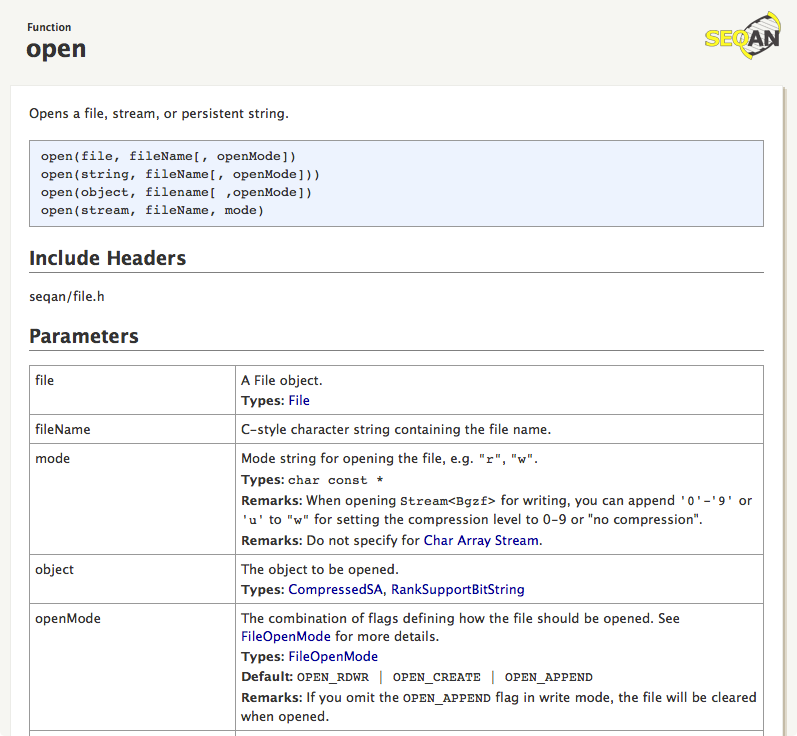 Function
open
SEQAN
Opens a file, stream, or persistent string.
open(file, fileName[, openMode])
open(string, fileName[, openMode]))
open(object, filename[ ,openMode])
open(stream, fileName, mode)
Include Headers
seqan/file.h
Parameters
file
A File object.
Types: File
fileName
C-style character string containing the file name.
mode
Mode string for opening the file, e.g. "r", "w".
Types: char const *
Remarks: When opening Stream<Bgzf> for writing, you can append '0'-'9' or
'u' to "w" for setting the compression level to 0-9 or "no compression".
Remarks: Do not specify for Char Array Stream.
object
The object to be opened.
Types: CompressedSA, RankSupportBitString
openMode
The combination of flags defining how the file should be opened. See
FileOpenMode for more details.
Types: FileOpenMode
Default: OPEN_RDWR | OPEN_CREATE | OPEN_APPEND
Remarks: If you omit the OPEN_APPEND flag in write mode, the file will be cleared
when opened.